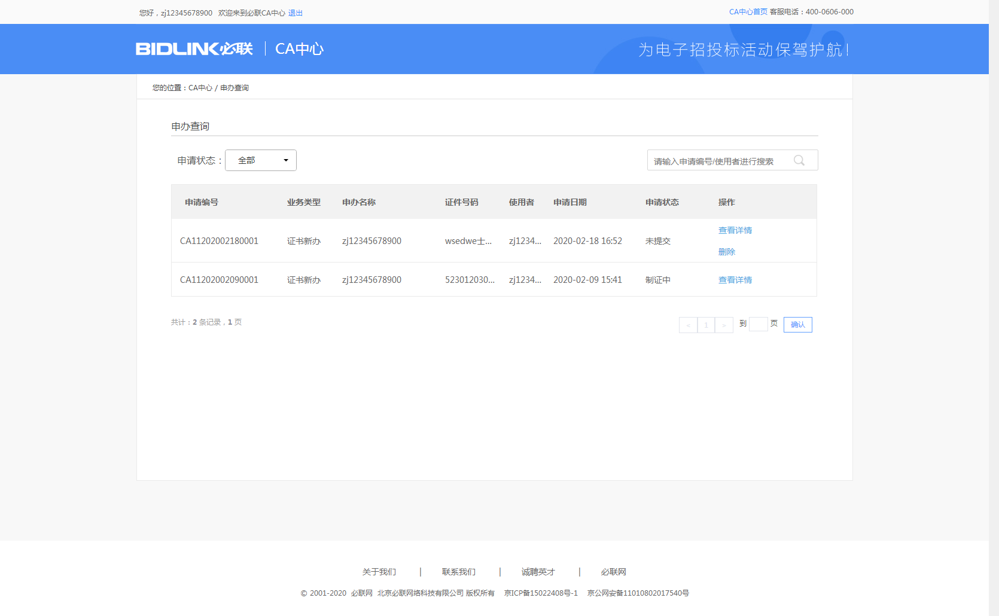 您好，zj12345678900 欢迎来到必联CA中心 退出
CA中心首页 客服电话：400-0606-000
BIDLINK必联 | CA中心
为电子招投标活动保驾护航！
您的位置：CA中心 / 申办查询
申办查询
申请状态： 全部
请输入申请编号/使用者进行搜索
申请编号 业务类型 申办名称 证件号码 使用者 申请日期 申请状态 操作
CA11202002180001 证书新办 zj12345678900 wsedwe士... zj1234... 2020-02-18 16:52 未提交 查看详情
删除
CA11202002090001 证书新办 zj12345678900 523012030... zj1234... 2020-02-09 15:41 制证中 查看详情
共计：2 条记录，1 页
< 1 > 到 页 确认
关于我们 | 联系我们 | 诚聘英才 | 必联网
© 2001-2020 必联网 北京必联网络科技有限公司 版权所有 京ICP备15022408号-1 京公网安备11010802017540号